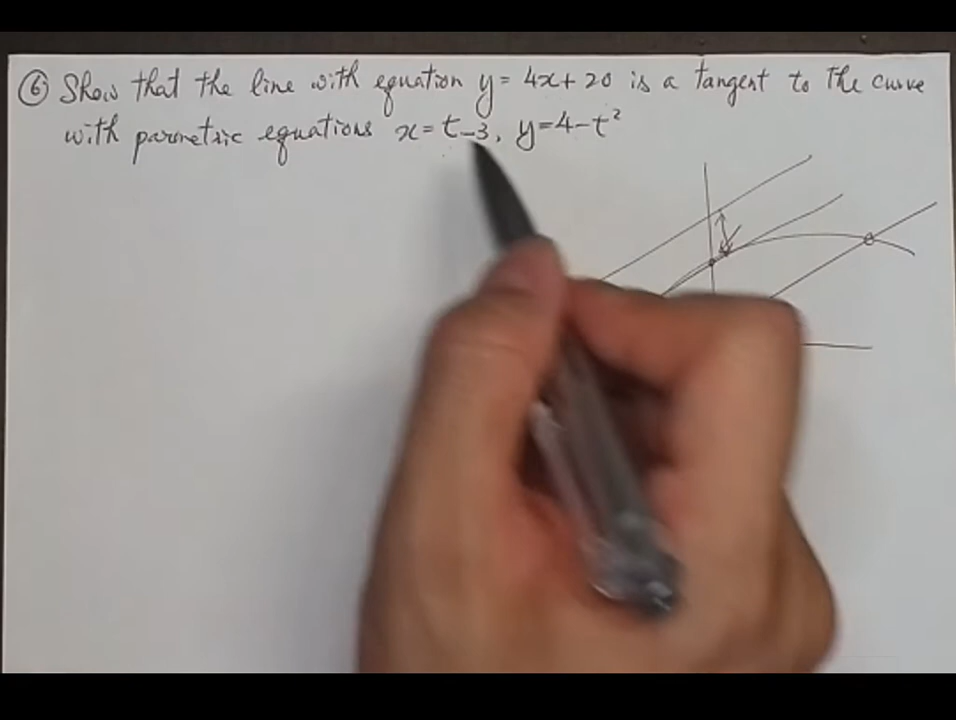 ⑥ Show that the line with equation y = 4x + 20 is a tangent to the curve
with parametric equations x = t - 3, y = 4 - t²